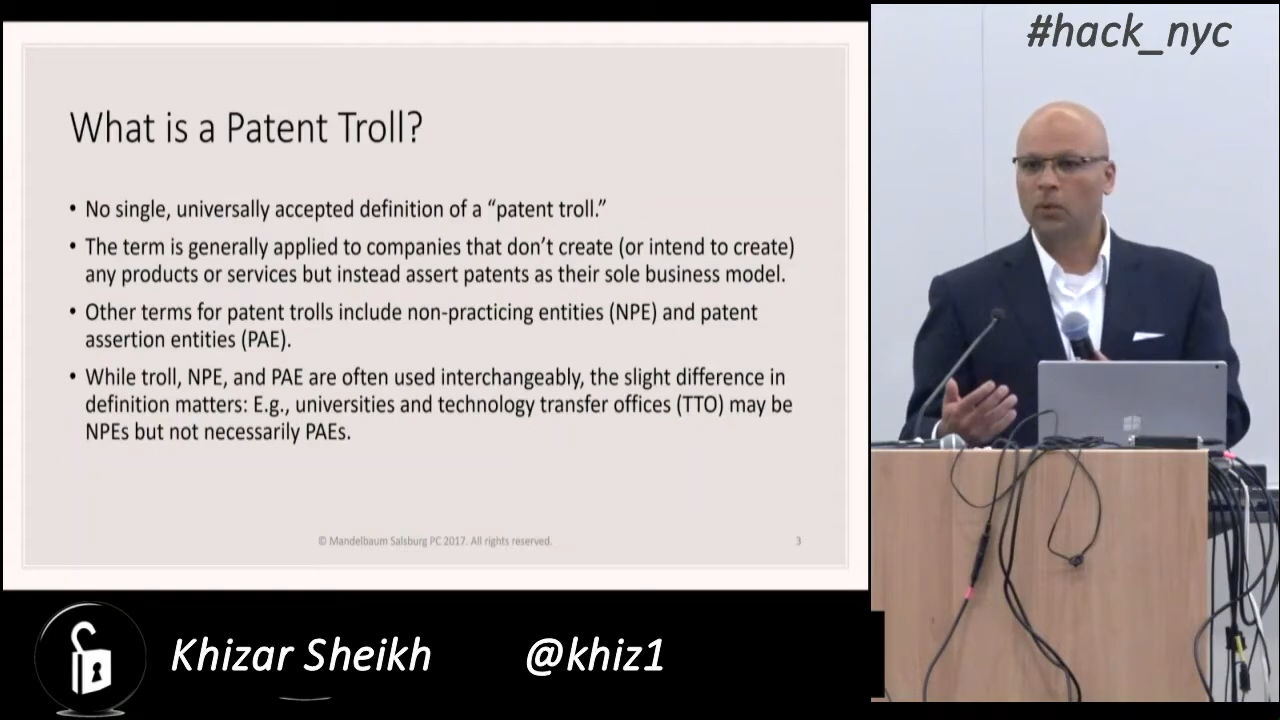 #hack_nyc
What is a Patent Troll?
• No single, universally accepted definition of a “patent troll.”
• The term is generally applied to companies that don’t create (or intend to create)
any products or services but instead assert patents as their sole business model.
• Other terms for patent trolls include non-practicing entities (NPE) and patent
assertion entities (PAE).
• While troll, NPE, and PAE are often used interchangeably, the slight difference in
definition matters: E.g., universities and technology transfer offices (TTO) may be
NPEs but not necessarily PAEs.
© Mandelbaum Salsburg PC 2017. All rights reserved.
3
Khizar Sheikh @khiz1